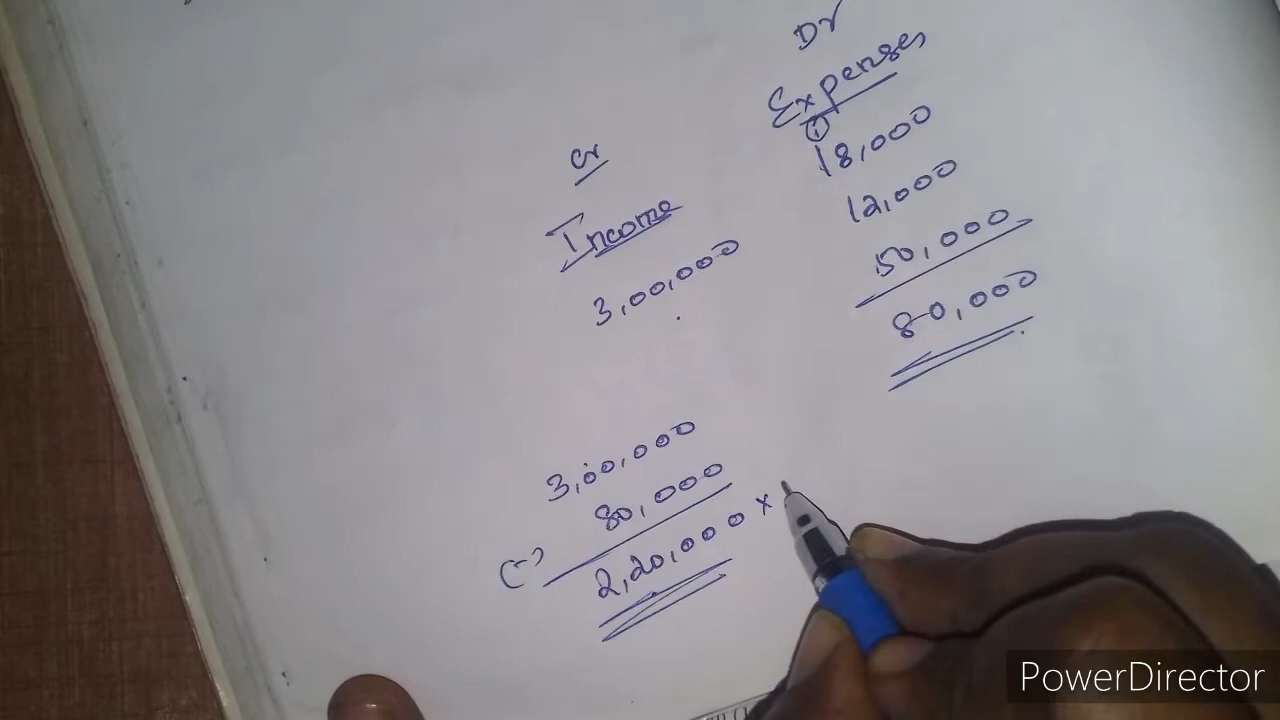 Dr
Expenses
18,000
12,000
50,000
80,000
Cr
Income
3,00,000
3,00,000
80,000
(-)
2,20,000 ×
PowerDirector